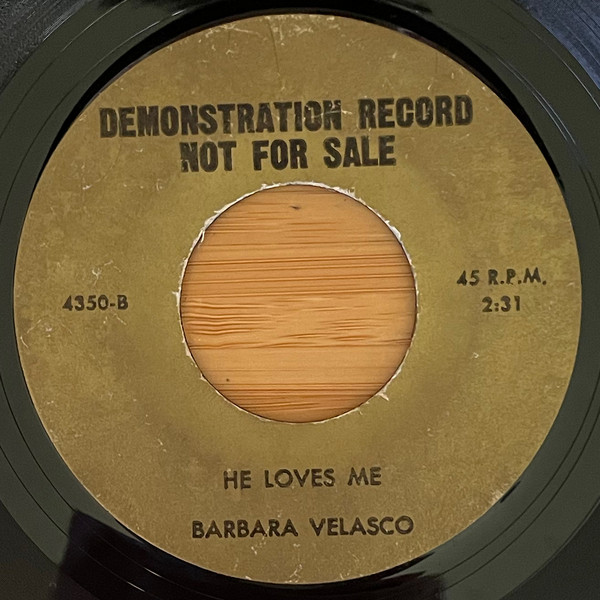 DEMONSTRATION RECORD
NOT FOR SALE
4350-B
45 R.P.M.
2:31
HE LOVES ME
BARBARA VELASCO